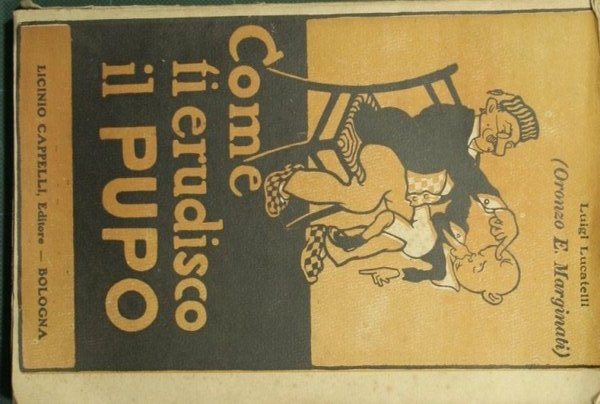 Luigi Lucatelli
(Oronzo E. Marginati)
Come
ti erudisco
il PUPO
LICINIO CAPPELLI, Editore — BOLOGNA